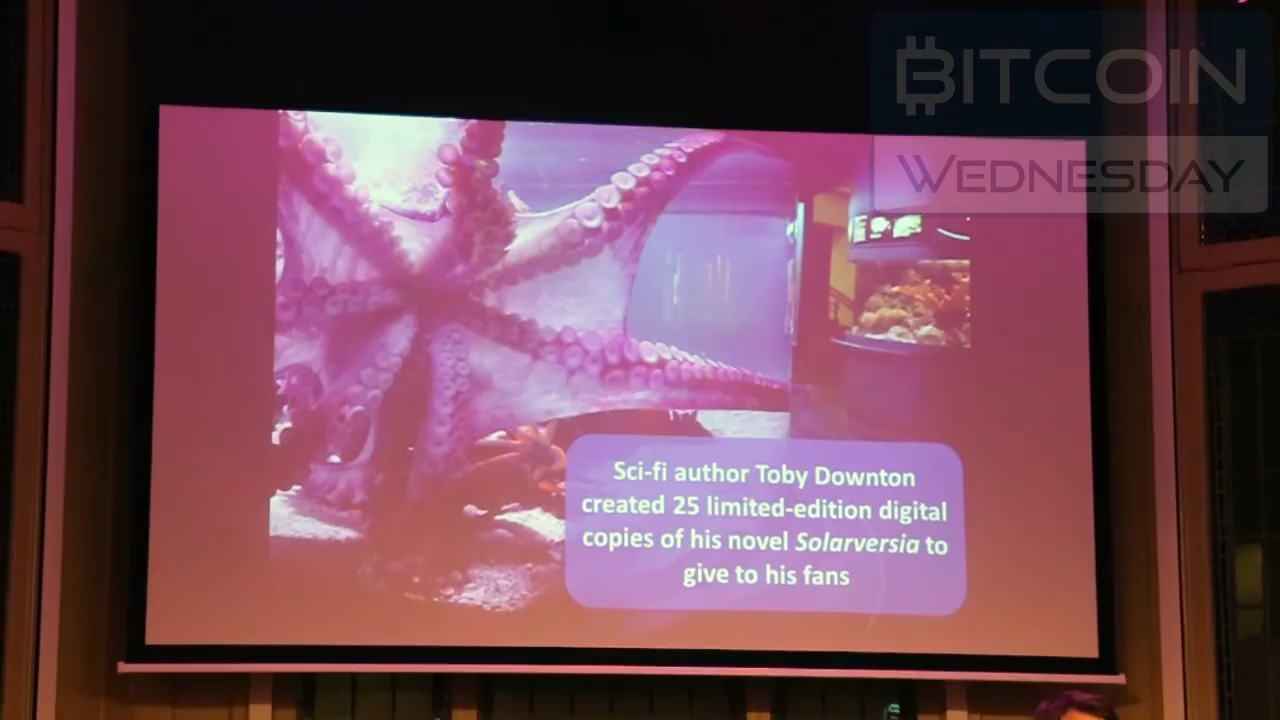 BITCOIN
WEDNESDAY
Sci-fi author Toby Downton
created 25 limited-edition digital
copies of his novel Solarversia to
give to his fans